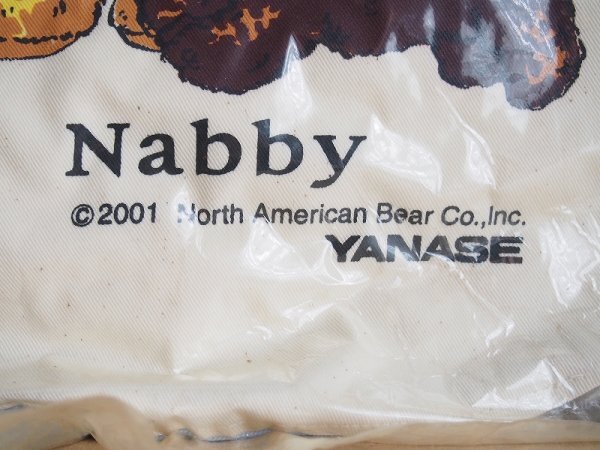 Nabby
©2001 North American Bear Co.,Inc.
YANASE